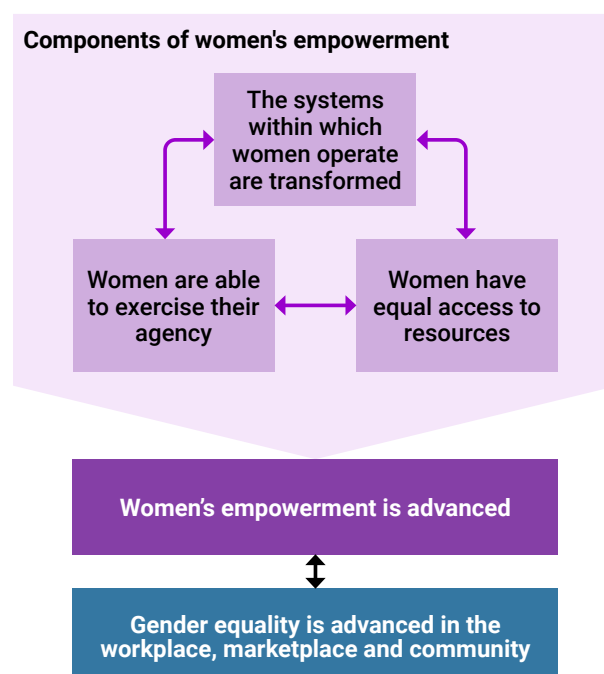 Components of women's empowerment
The systems
within which
women operate
are transformed
Women are able
to exercise their
agency
Women have
equal access to
resources
Women’s empowerment is advanced
Gender equality is advanced in the
workplace, marketplace and community